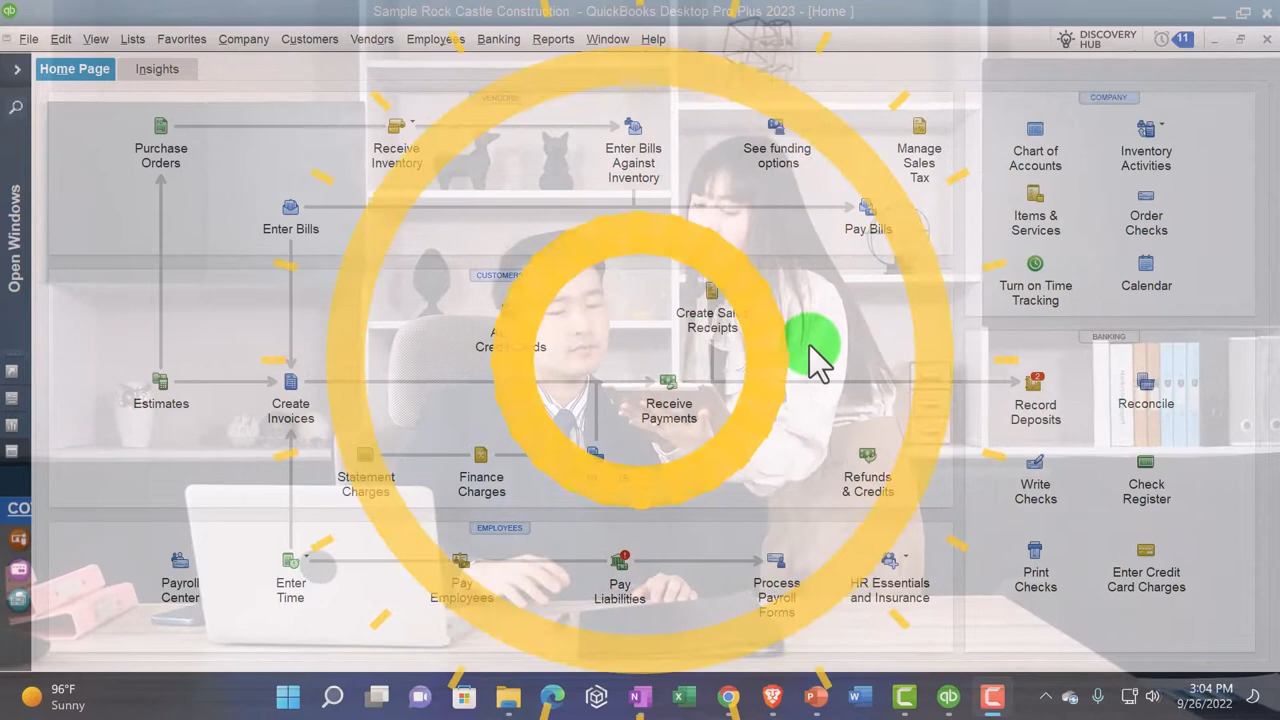 Sample Rock Castle Construction - QuickBooks Desktop Pro Plus 2023 - [Home ]
File Edit View Lists Favorites Company Customers Vendors Employees Banking Reports Window Help
DISCOVERY
HUB
11
Home Page Insights
VENDORS
COMPANY
Purchase
Orders
Receive
Inventory
Enter Bills
Against
Inventory
See funding
options
Manage
Sales
Tax
Chart of
Accounts
Inventory
Activities
Open Windows
Enter Bills
Pay Bills
Items &
Services
Order
Checks
CUSTOMERS
Turn on Time
Tracking
Calendar
Create Sales
Receipts
BANKING
Estimates
Create
Invoices
Receive
Payments
2
Record
Deposits
Reconcile
Statement
Charges
Finance
Charges
Refunds
& Credits
Write
Checks
Check
Register
EMPLOYEES
Payroll
Center
Enter
Time
Pay
Employees
Pay
Liabilities
Process
Payroll
Forms
HR Essentials
and Insurance
Print
Checks
Enter Credit
Card Charges
96°F
Sunny
3:04 PM
9/26/2022